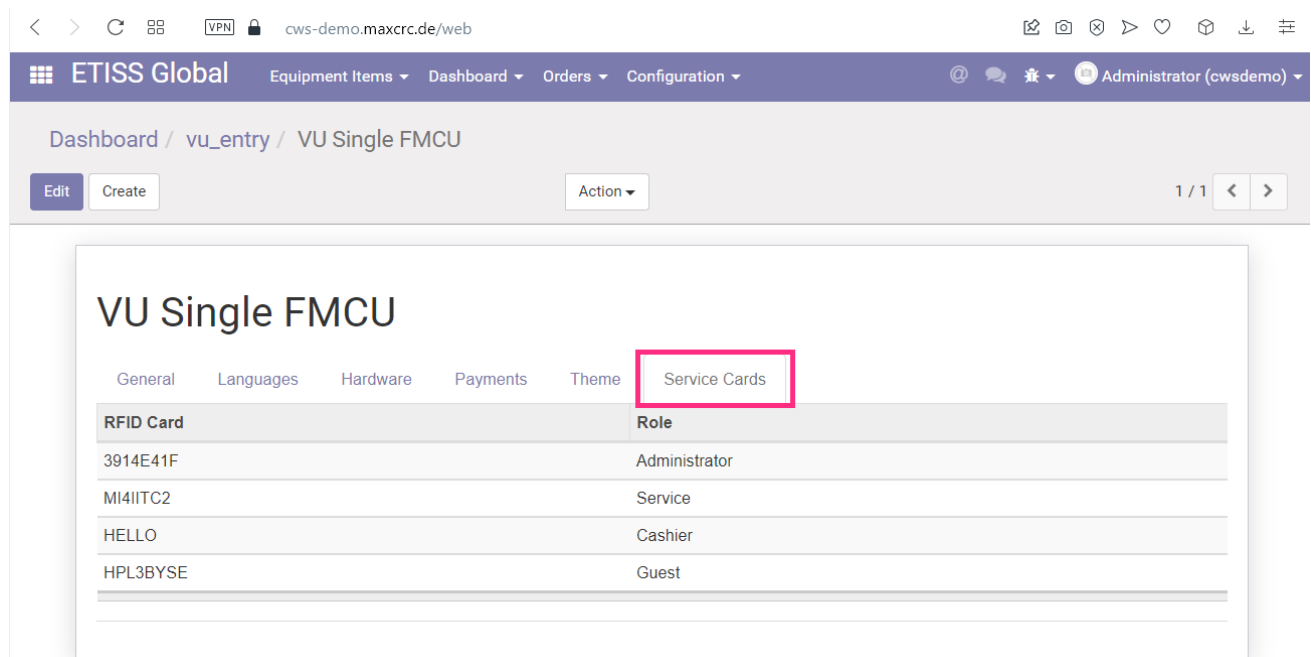 VPN cws-demo.maxcrc.de/web
ETISS Global Equipment Items Dashboard Orders Configuration @ Administrator (cwsdemo)
Dashboard / vu_entry / VU Single FMCU
Edit Create Action 1 / 1
VU Single FMCU
General Languages Hardware Payments Theme Service Cards
RFID Card Role
3914E41F Administrator
MI4IITC2 Service
HELLO Cashier
HPL3BYSE Guest